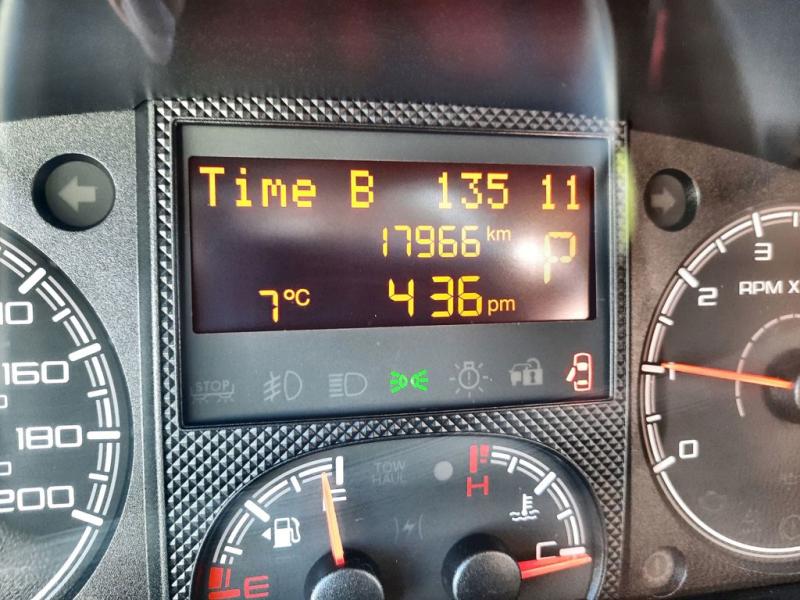 Time B 135 11
17966 km P
7°C 4 36 pm
STOP
160
180
200
3
2
RPM X
1
0
TOW
HAUL
F
E
H
C